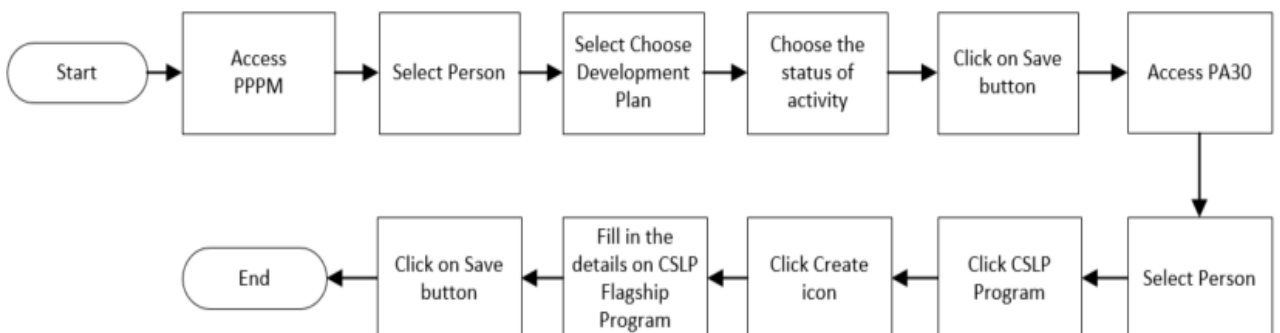 Start
Access
PPPM
Select Person
Select Choose
Development
Plan
Choose the
status of
activity
Click on Save
button
Access PA30
Select Person
Click CSLP
Program
Click Create
icon
Fill in the
details on CSLP
Flagship
Program
Click on Save
button
End